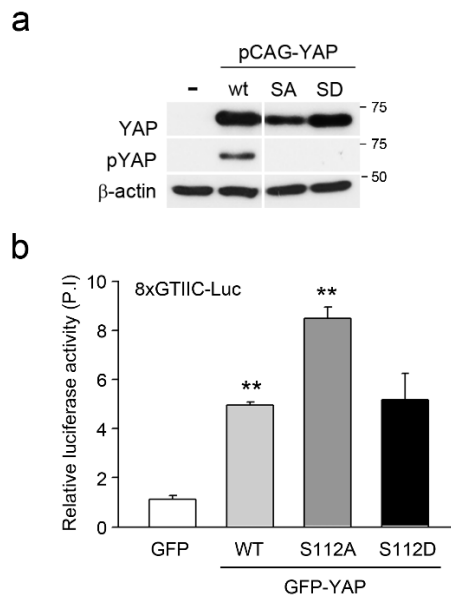 a
pCAG-YAP
- wt SA SD
YAP
75
pYAP
75
β-actin
50
b
8xGTIIC-Luc
Relative luciferase activity (P.I)
10
8
6
4
2
0
**
**
GFP WT S112A S112D
GFP-YAP